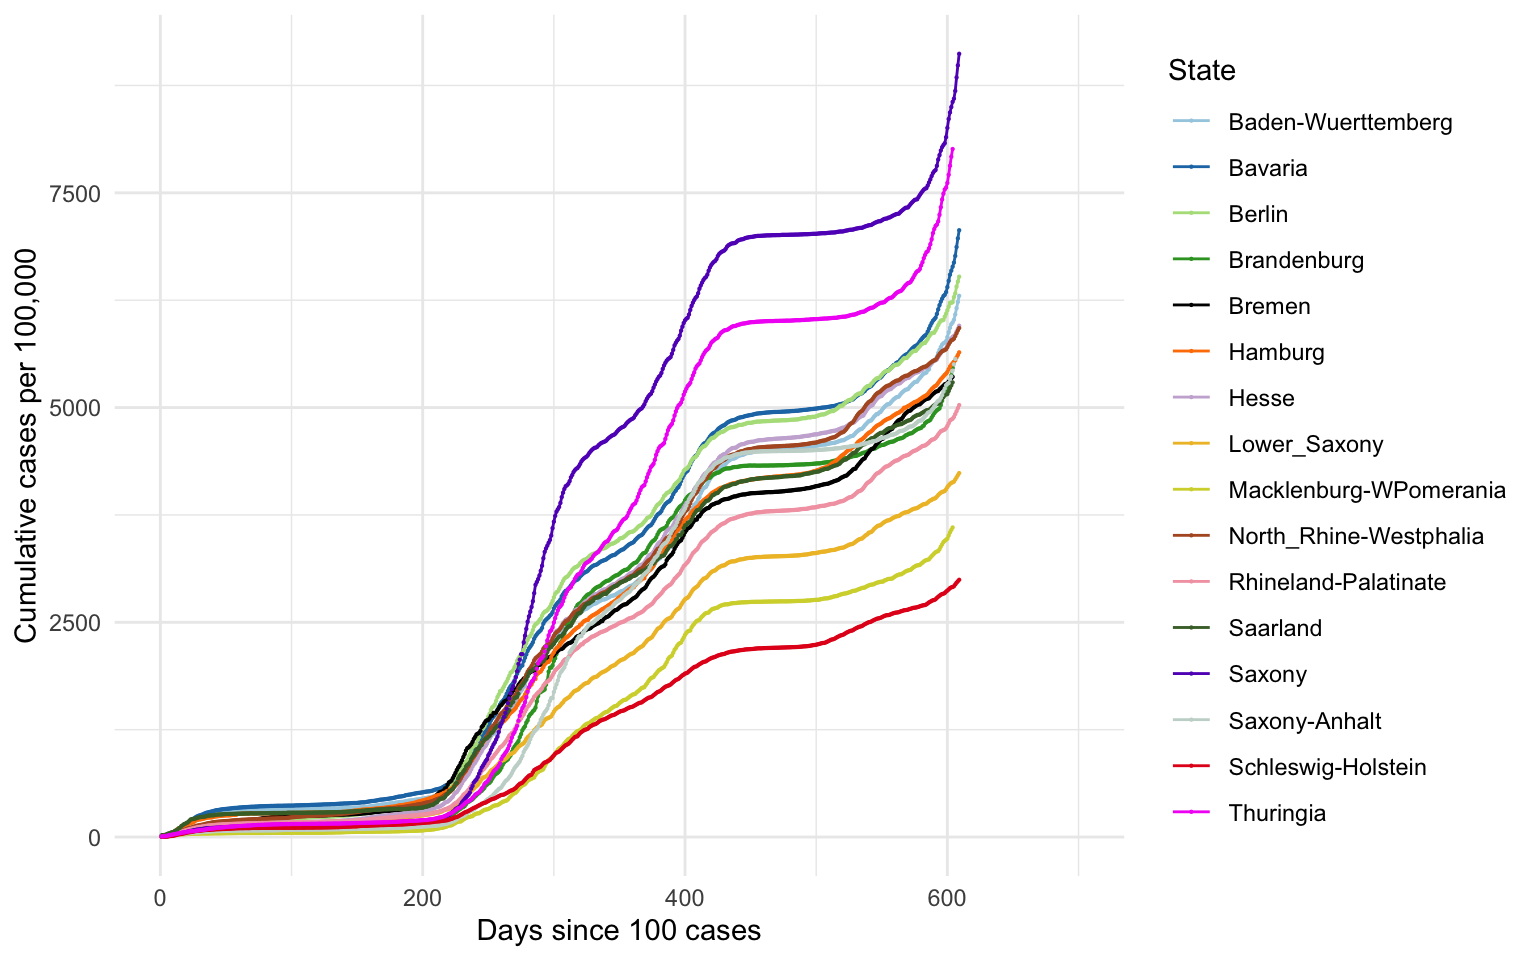 Cumulative cases per 100,000
7500
5000
2500
0
0 200 400 600
Days since 100 cases
State
Baden-Wuerttemberg
Bavaria
Berlin
Brandenburg
Bremen
Hamburg
Hesse
Lower_Saxony
Macklenburg-WPomerania
North_Rhine-Westphalia
Rhineland-Palatinate
Saarland
Saxony
Saxony-Anhalt
Schleswig-Holstein
Thuringia